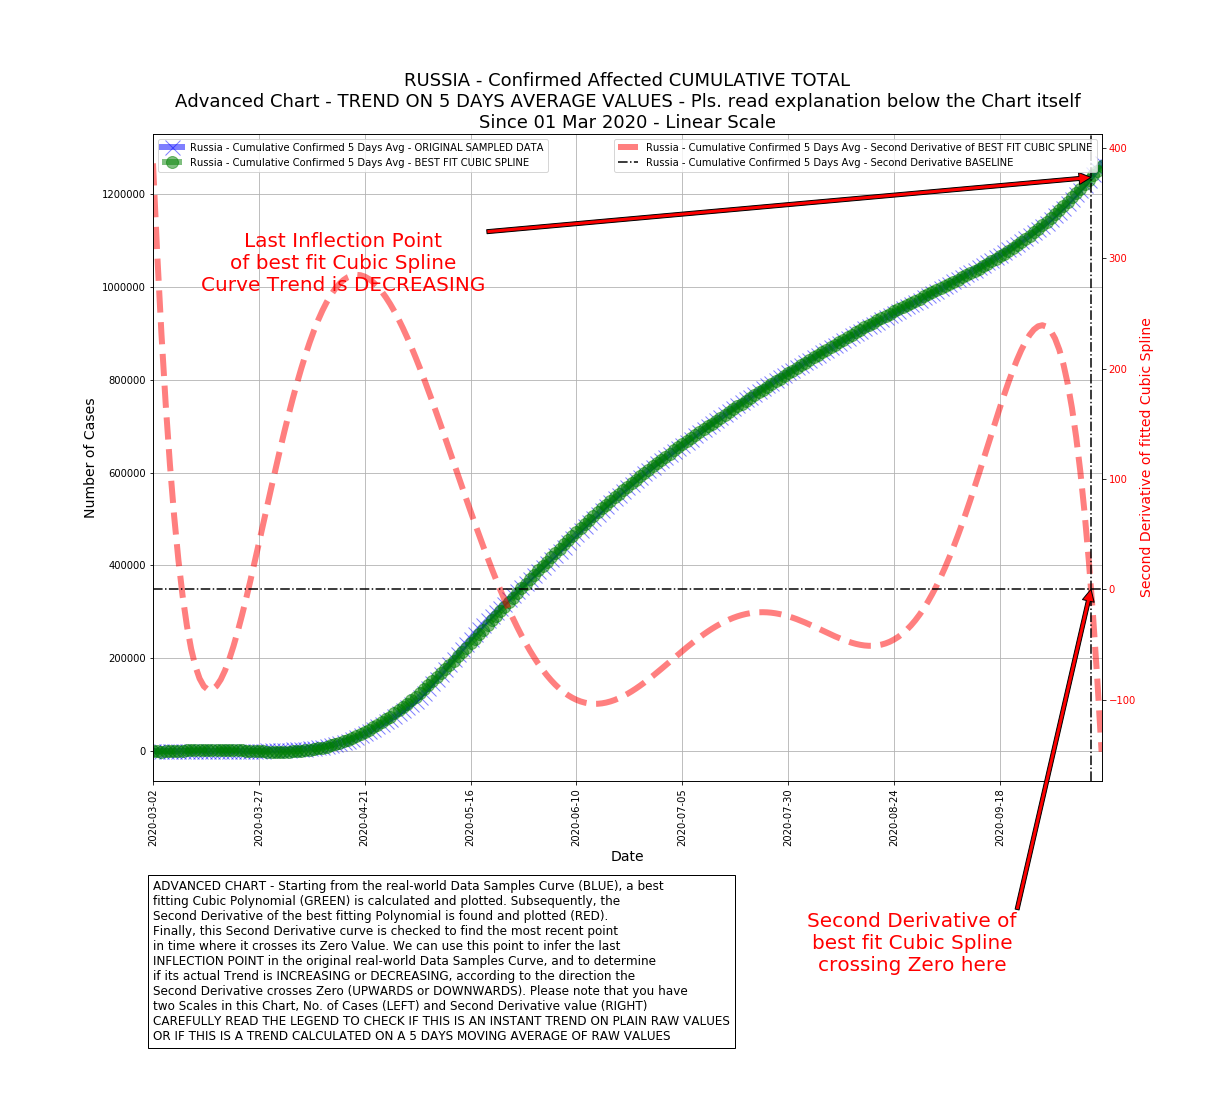 RUSSIA - Confirmed Affected CUMULATIVE TOTAL
Advanced Chart - TREND ON 5 DAYS AVERAGE VALUES - Pls. read explanation below the Chart itself
Since 01 Mar 2020 - Linear Scale
Russia - Cumulative Confirmed 5 Days Avg - ORIGINAL SAMPLED DATA
Russia - Cumulative Confirmed 5 Days Avg - BEST FIT CUBIC SPLINE
Russia - Cumulative Confirmed 5 Days Avg - Second Derivative of BEST FIT CUBIC SPLINE
Russia - Cumulative Confirmed 5 Days Avg - Second Derivative BASELINE
Last Inflection Point
of best fit Cubic Spline
Curve Trend is DECREASING
Number of Cases
1200000
1000000
800000
600000
400000
200000
0
400
300
200
100
0
−100
Second Derivative of fitted Cubic Spline
2020-03-02
2020-03-27
2020-04-21
2020-05-16
2020-06-10
2020-07-05
2020-07-30
2020-08-24
2020-09-18
Date
ADVANCED CHART - Starting from the real-world Data Samples Curve (BLUE), a best
fitting Cubic Polynomial (GREEN) is calculated and plotted. Subsequently, the
Second Derivative of the best fitting Polynomial is found and plotted (RED).
Finally, this Second Derivative curve is checked to find the most recent point
in time where it crosses its Zero Value. We can use this point to infer the last
INFLECTION POINT in the original real-world Data Samples Curve, and to determine
if its actual Trend is INCREASING or DECREASING, according to the direction the
Second Derivative crosses Zero (UPWARDS or DOWNWARDS). Please note that you have
two Scales in this Chart, No. of Cases (LEFT) and Second Derivative value (RIGHT)
CAREFULLY READ THE LEGEND TO CHECK IF THIS IS AN INSTANT TREND ON PLAIN RAW VALUES
OR IF THIS IS A TREND CALCULATED ON A 5 DAYS MOVING AVERAGE OF RAW VALUES
Second Derivative of
best fit Cubic Spline
crossing Zero here